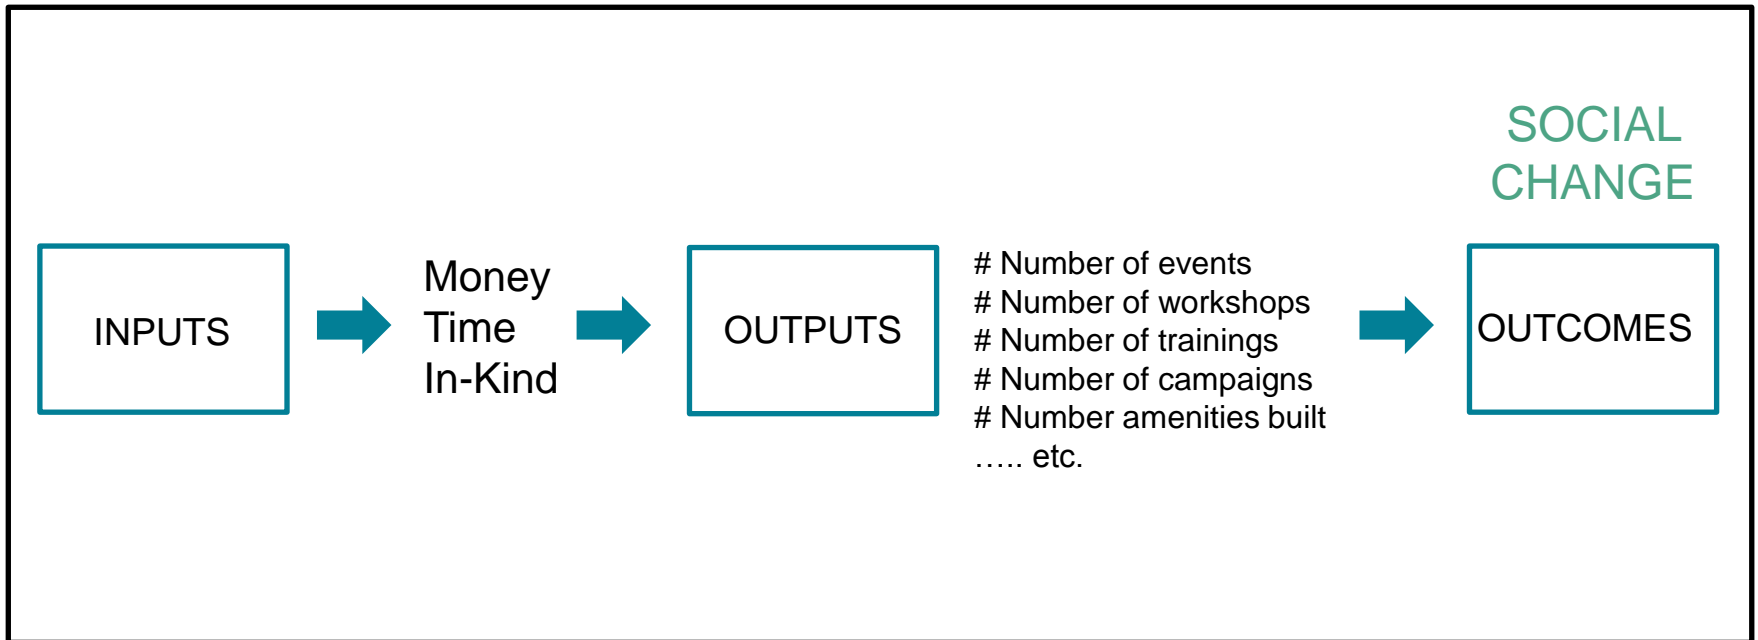 INPUTS
Money
Time
In-Kind
OUTPUTS
# Number of events
# Number of workshops
# Number of trainings
# Number of campaigns
# Number amenities built
….. etc.
SOCIAL
CHANGE
OUTCOMES